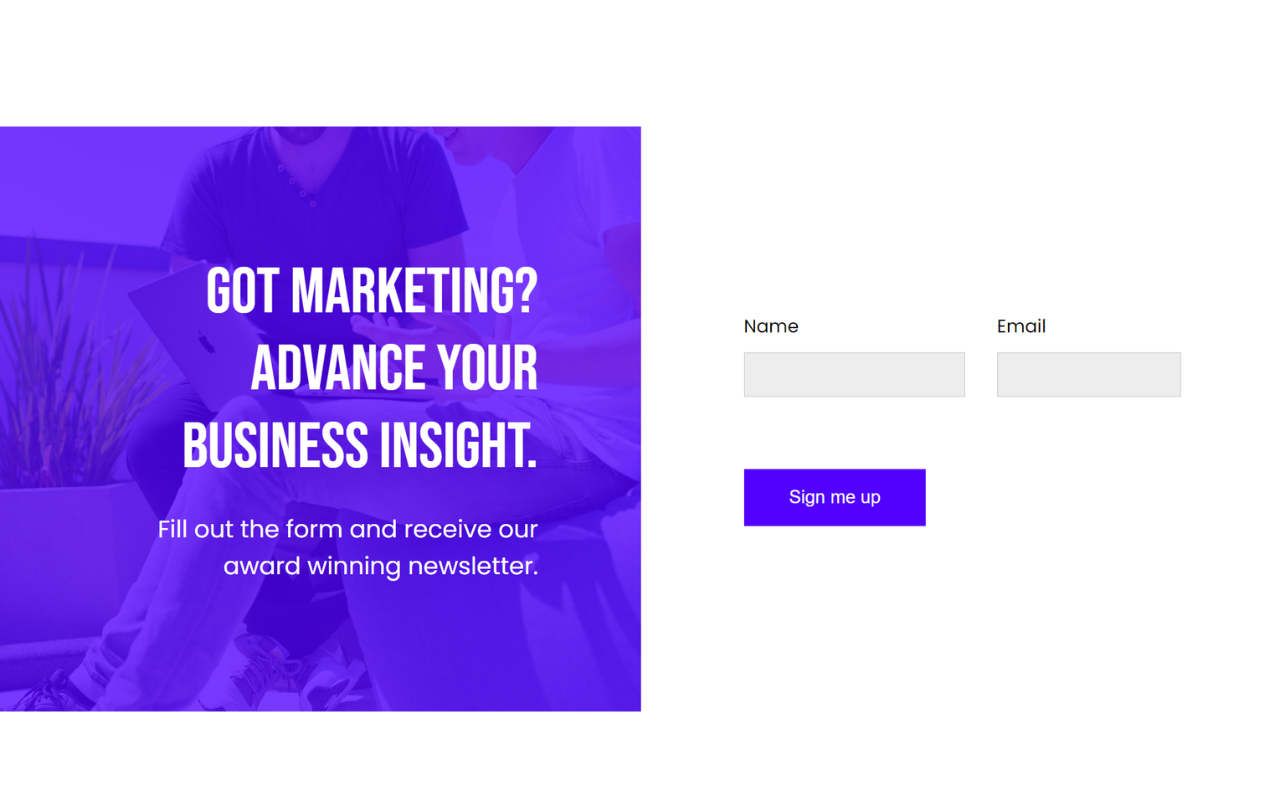 GOT MARKETING?
ADVANCE YOUR
BUSINESS INSIGHT.
Fill out the form and receive our
award winning newsletter.
Name
Email
Sign me up